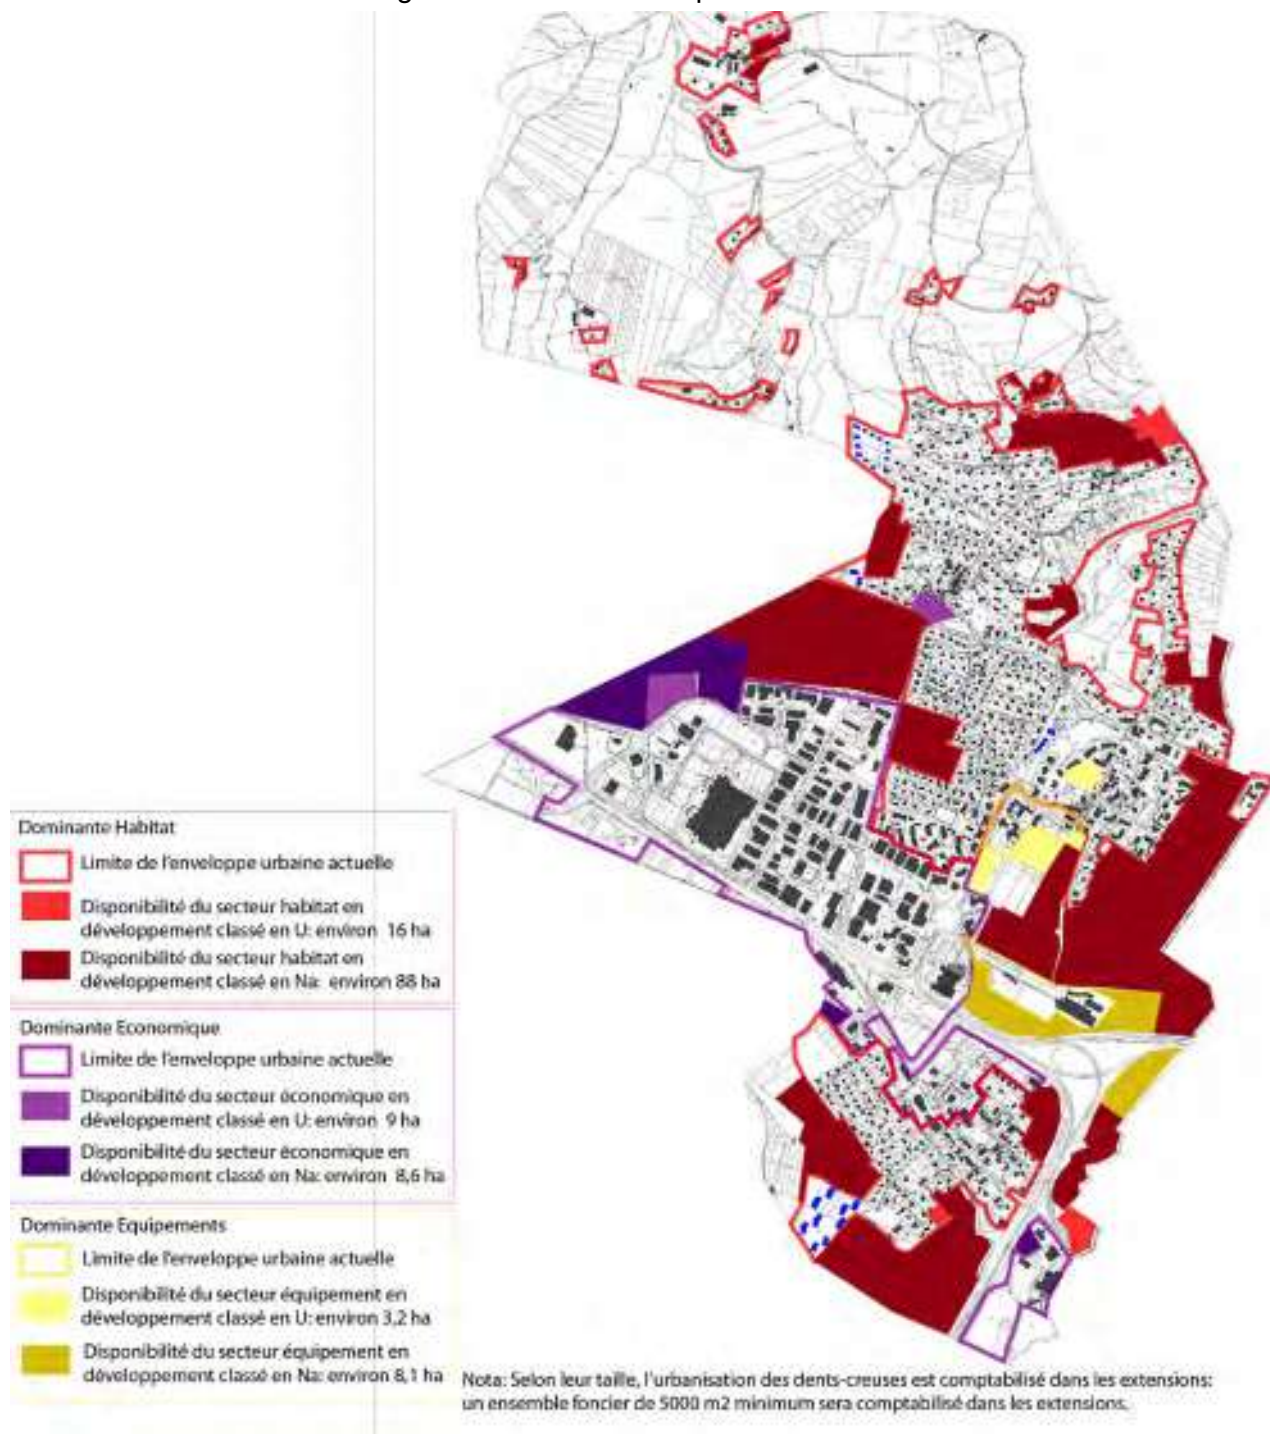 Dominante Habitat
Limite de l'enveloppe urbaine actuelle
Disponibilité du secteur habitat en
développement classé en U: environ 16 ha
Disponibilité du secteur habitat en
développement classé en Na: environ 88 ha
Dominante Economique
Limite de l'enveloppe urbaine actuelle
Disponibilité du secteur économique en
développement classé en U: environ 9 ha
Disponibilité du secteur économique en
développement classé en Na: environ 8,6 ha
Dominante Equipements
Limite de l'enveloppe urbaine actuelle
Disponibilité du secteur équipement en
développement classé en U: environ 3,2 ha
Disponibilité du secteur équipement en
développement classé en Na: environ 8,1 ha
Nota: Selon leur taille, l'urbanisation des dents-creuses est comptabilisé dans les extensions:
un ensemble foncier de 5000 m2 minimum sera comptabilisé dans les extensions.